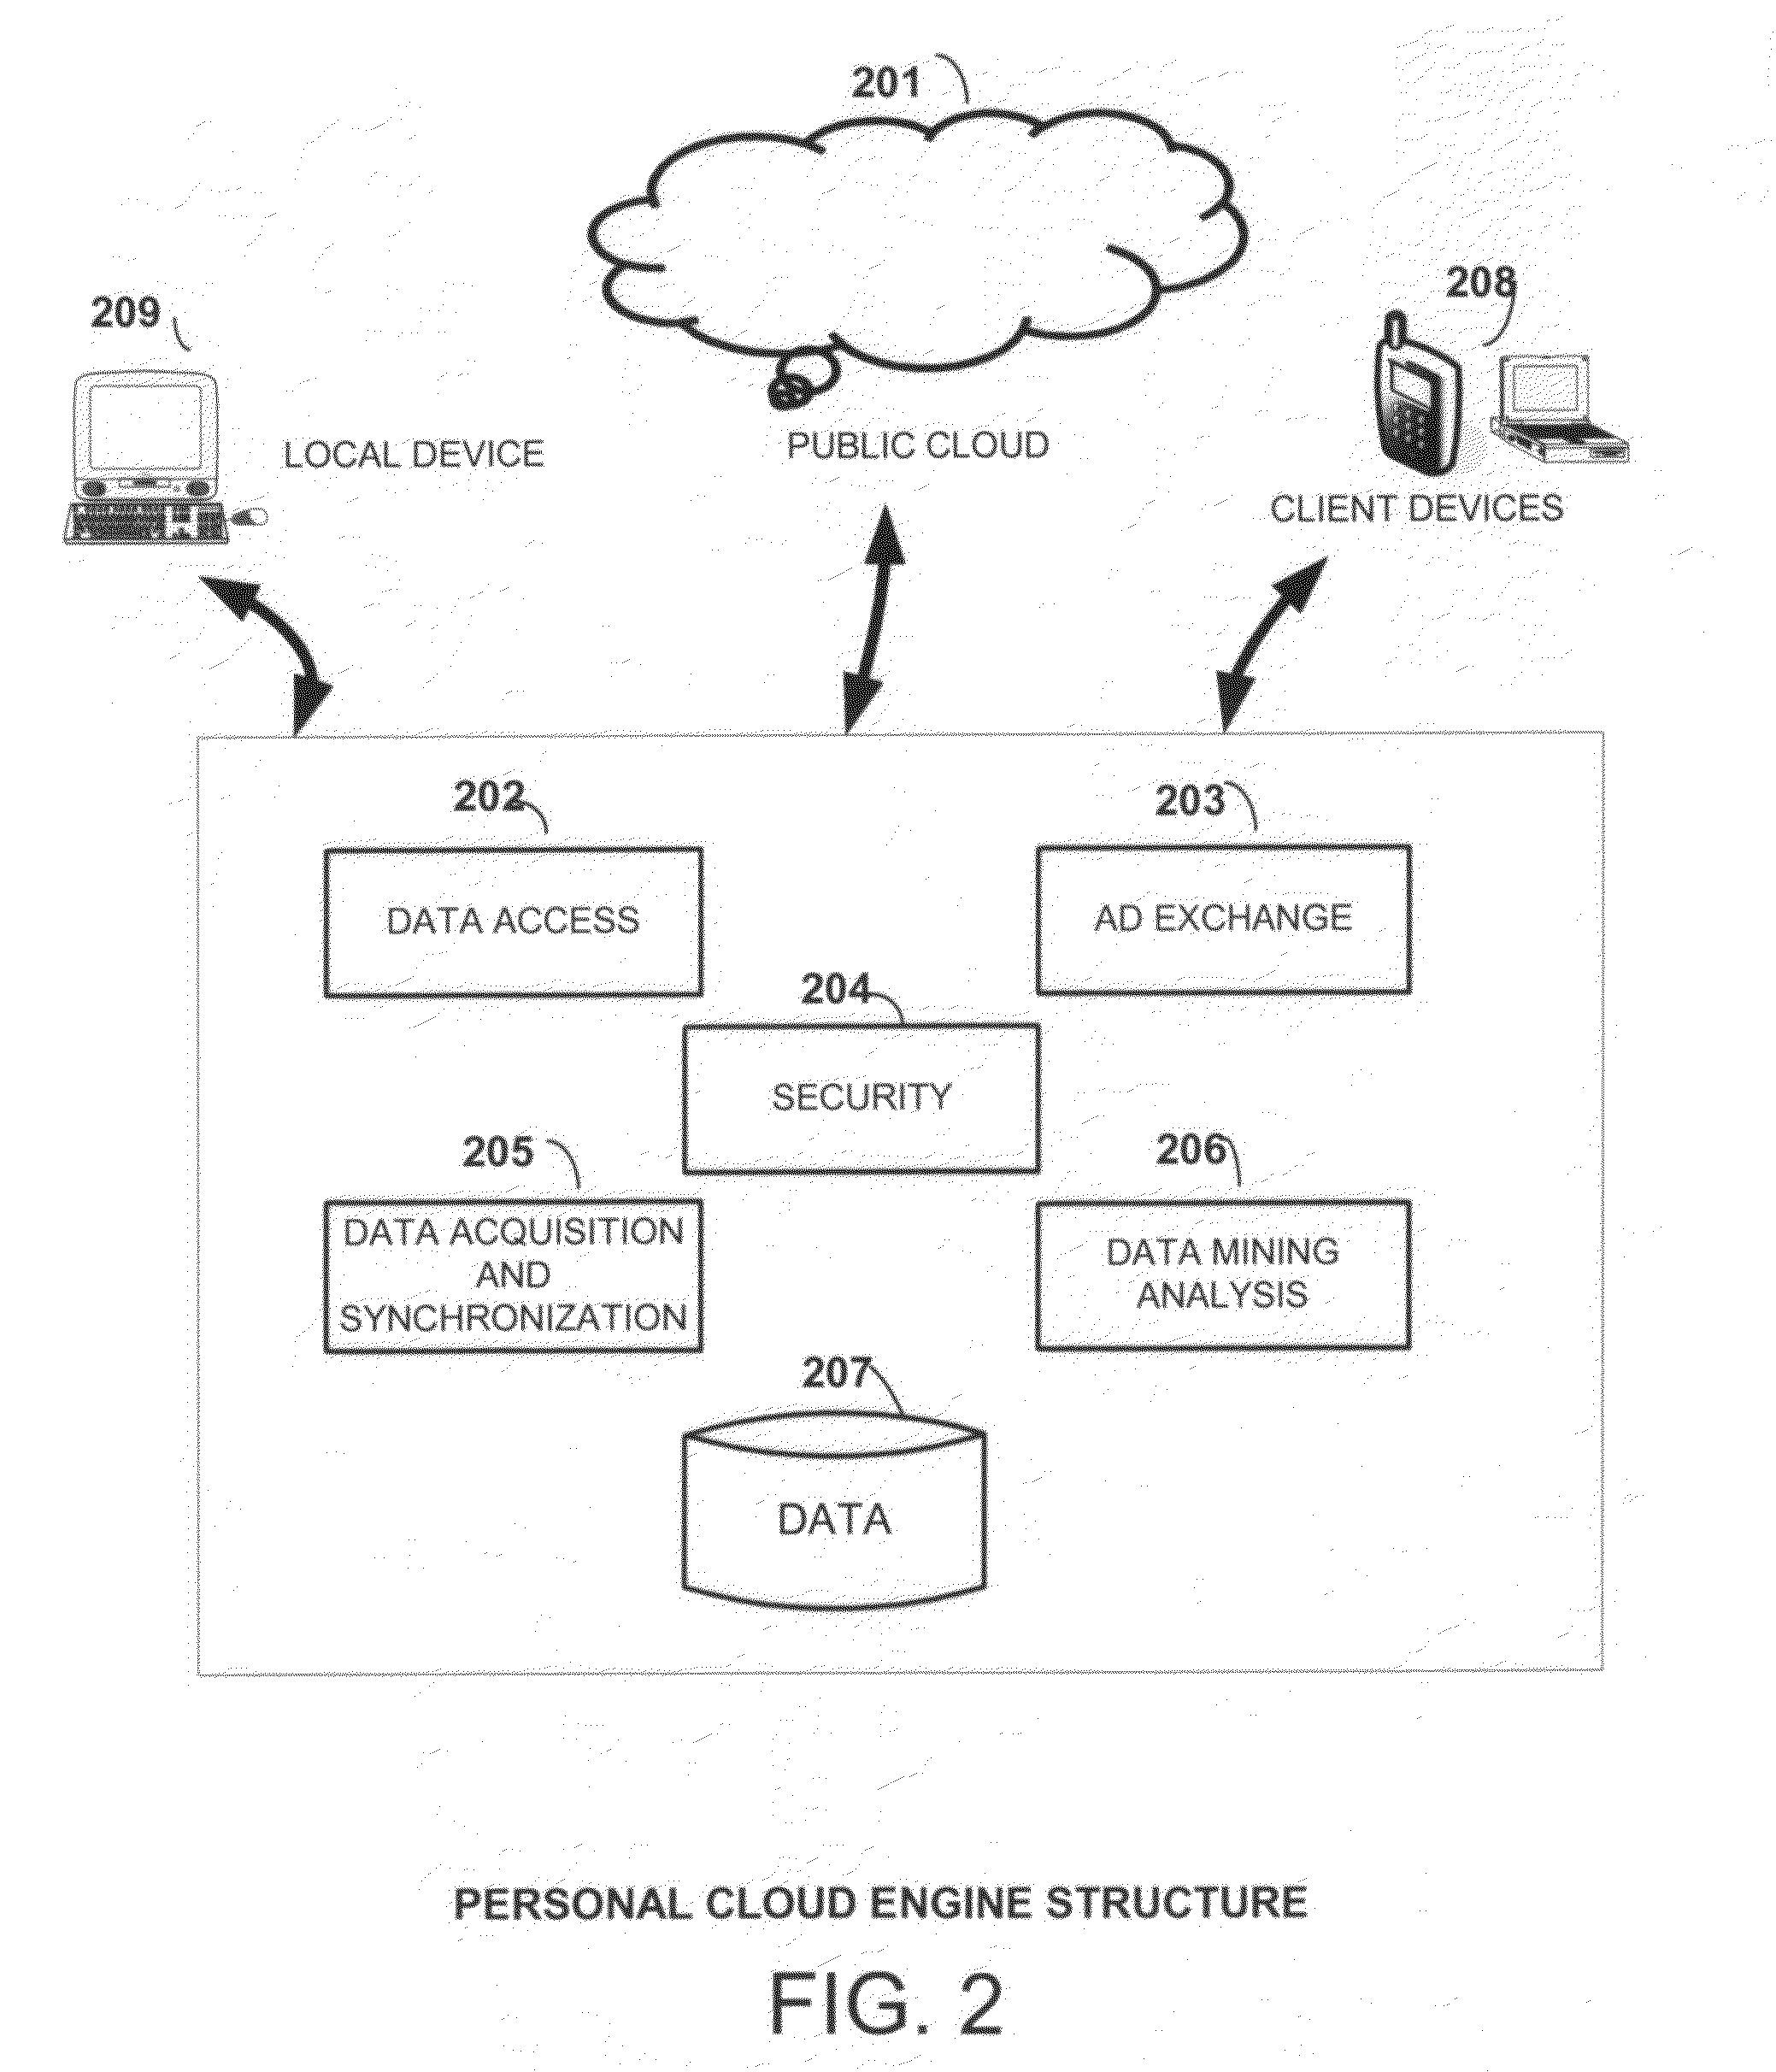 201
209
208
LOCAL DEVICE
PUBLIC CLOUD
CLIENT DEVICES
202
203
DATA ACCESS
AD EXCHANGE
204
SECURITY
205
206
DATA ACQUISITION
AND
SYNCHRONIZATION
DATA MINING
ANALYSIS
207
DATA
PERSONAL CLOUD ENGINE STRUCTURE
FIG. 2